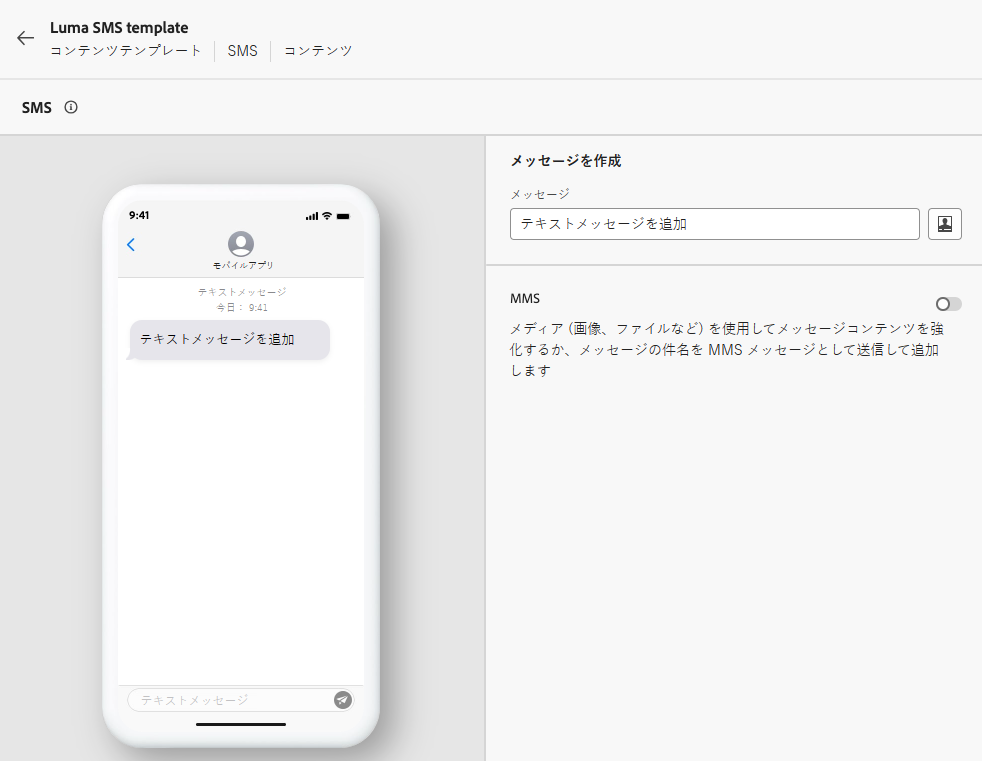 Luma SMS template
コンテンツテンプレート SMS コンテンツ
SMS
9:41
モバイルアプリ
テキストメッセージ
今日: 9:41
テキストメッセージを追加
テキストメッセージ
メッセージを作成
メッセージ
テキストメッセージを追加
MMS
メディア (画像、ファイルなど) を使用してメッセージコンテンツを強
化するか、メッセージの件名を MMS メッセージとして送信して追加
します